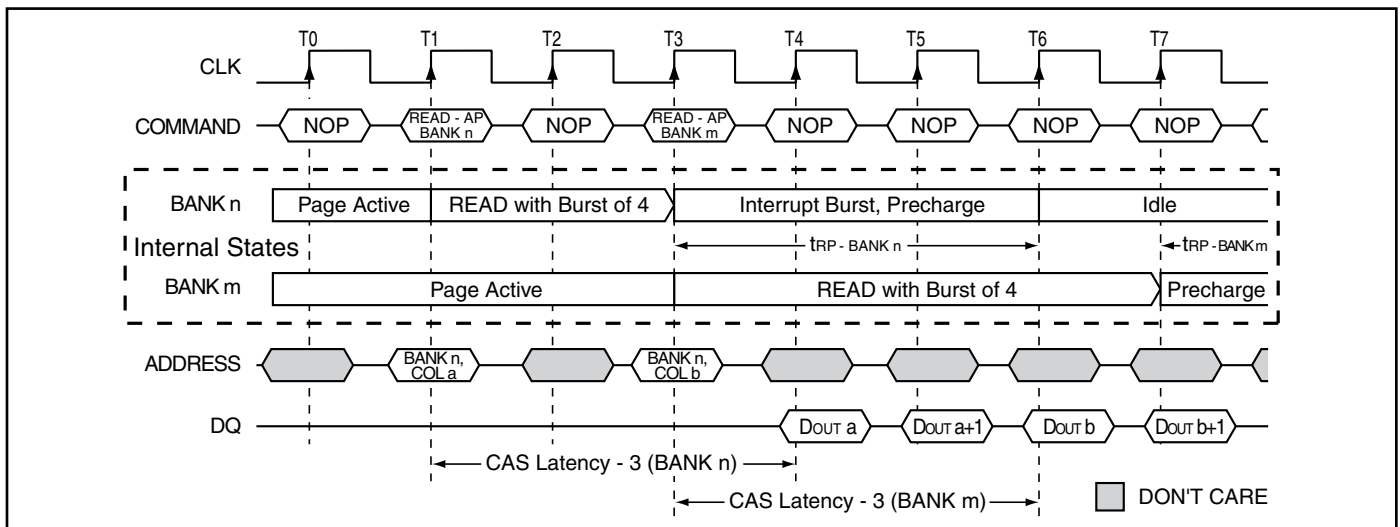 T0 T1 T2 T3 T4 T5 T6 T7
CLK
COMMAND NOP READ - AP BANK n NOP READ - AP BANK m NOP NOP NOP NOP
BANK n Page Active READ with Burst of 4 Interrupt Burst, Precharge Idle
Internal States tRP - BANK n tRP - BANK m
BANK m Page Active READ with Burst of 4 Precharge
ADDRESS BANK n, COL a BANK n, COL b
DQ DOUT a DOUT a+1 DOUT b DOUT b+1
CAS Latency - 3 (BANK n)
CAS Latency - 3 (BANK m) DON'T CARE